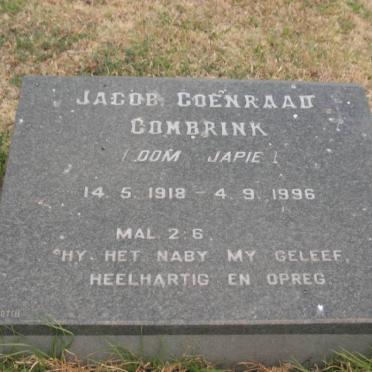 JACOB COENRAAD
COMBRINK
(OOM JAPIE)
14.5.1918 - 4.9.1996
MAL. 2:6
"HY HET NABY MY GELEEF,
HEELHARTIG EN OPREG